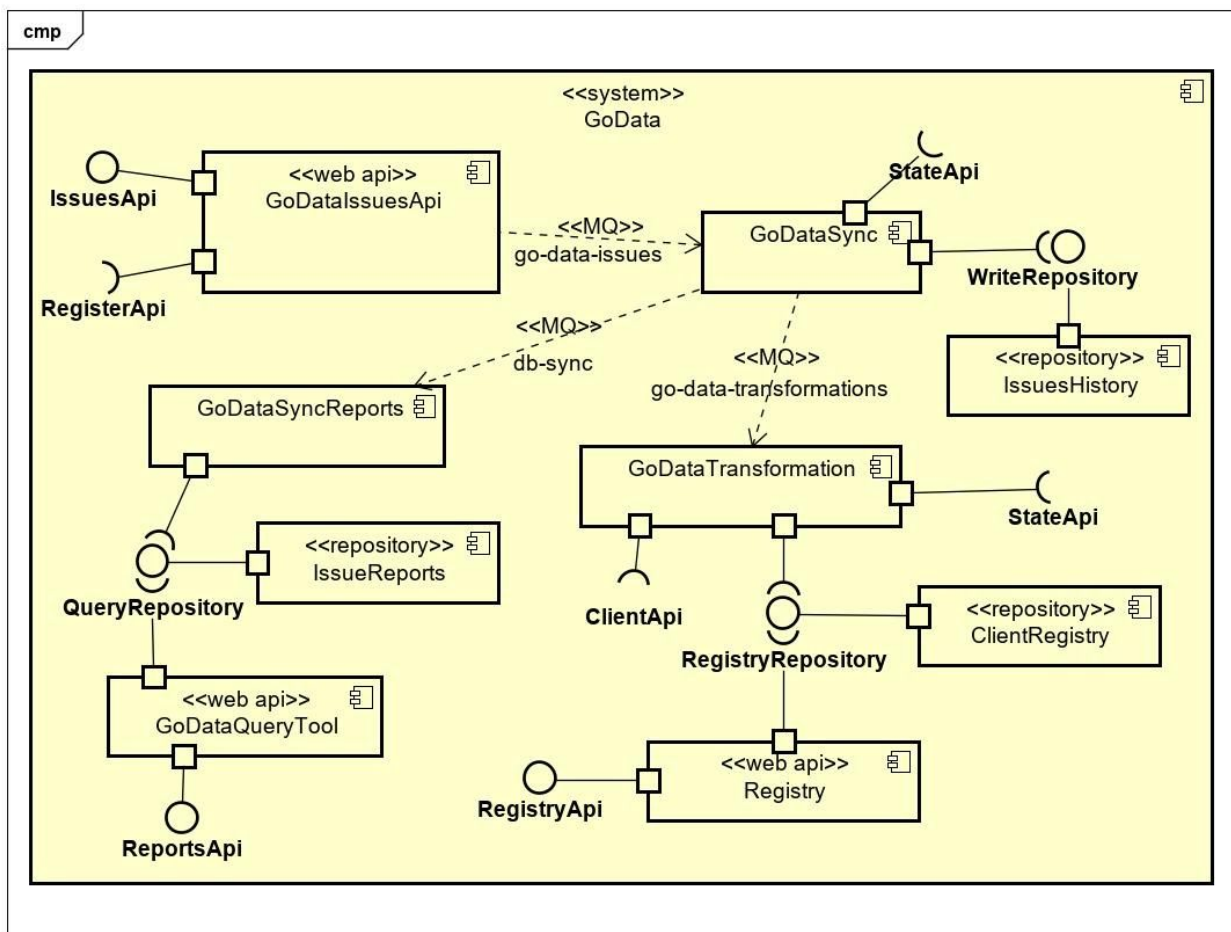 cmp
<<system>>
GoData
IssuesApi
<<web api>>
GoDataIssuesApi
RegisterApi
<<MQ>>
go-data-issues
StateApi
GoDataSync
WriteRepository
<<repository>>
IssuesHistory
<<MQ>>
db-sync
<<MQ>>
go-data-transformations
GoDataSyncReports
GoDataTransformation
StateApi
<<repository>>
IssueReports
QueryRepository
ClientApi
RegistryRepository
<<repository>>
ClientRegistry
<<web api>>
GoDataQueryTool
ReportsApi
RegistryApi
<<web api>>
Registry